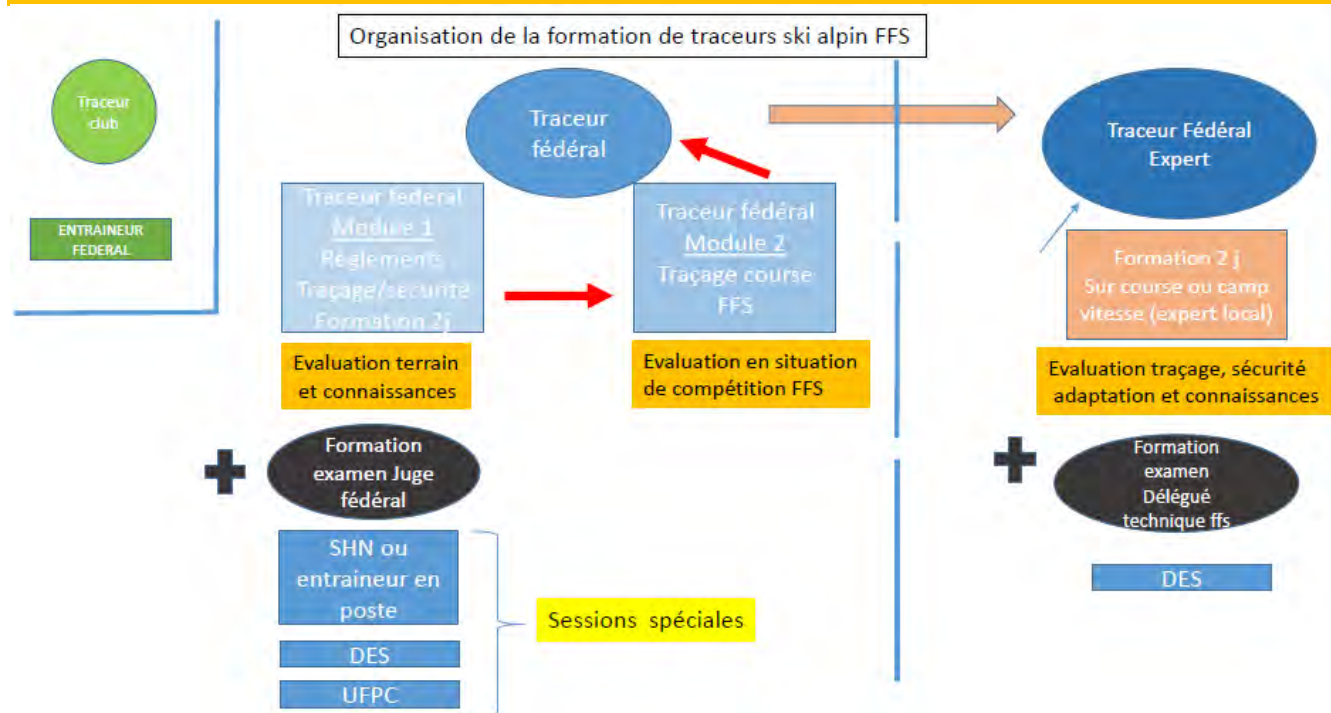 Organisation de la formation de traceurs ski alpin FFS
Traceur
club
ENTRAINEUR
FEDERAL
Traceur
fédéral
Traceur fédéral
Module 1
Règlements
Traçage/sécurité
Formation 2j
Evaluation terrain
et connaissances
Traceur fédéral
Module 2
Traçage course
FFS
Evaluation en situation
de compétition FFS
Formation
examen Juge
fédéral
SHN ou
entraineur en
poste
DES
UFPC
Sessions spéciales
Traceur Fédéral
Expert
Formation 2 j
Sur course ou camp
vitesse (expert local)
Evaluation traçage, sécurité
adaptation et connaissances
Formation
examen
Délégué
technique ffs
DES